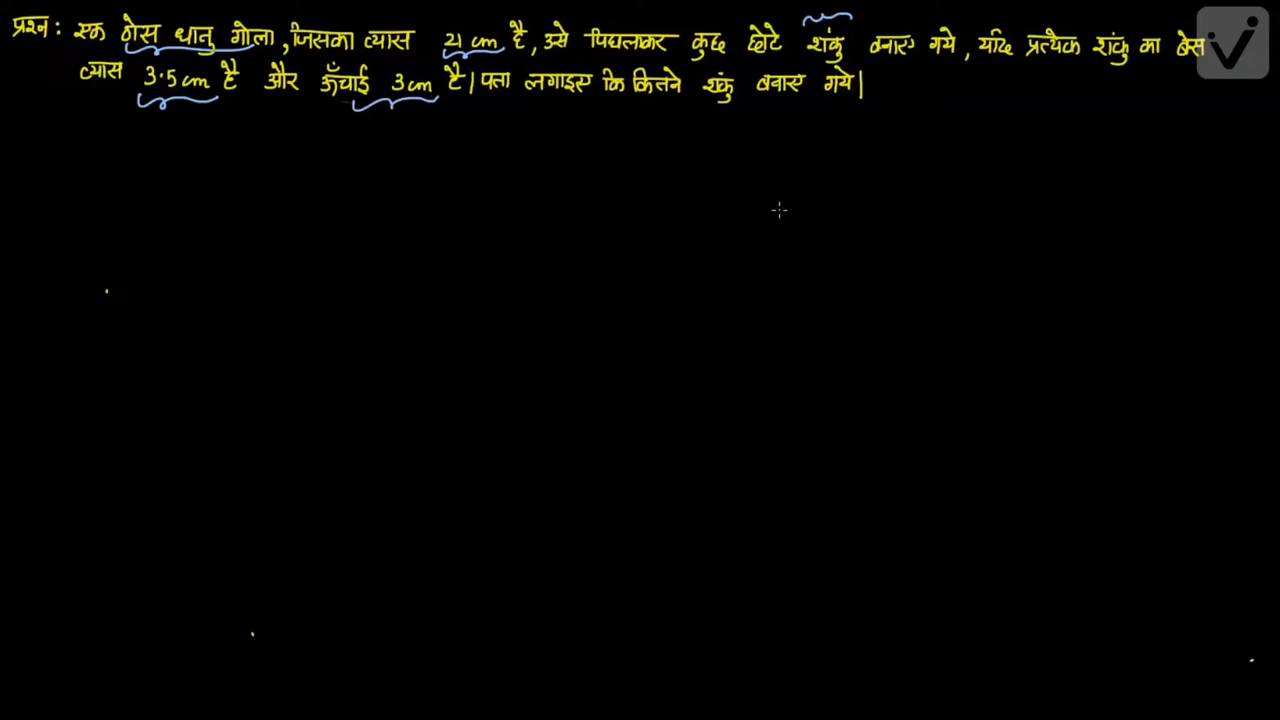 प्रश्न: एक ठोस धातु गोला, जिसका व्यास 21 cm है, उसे पिघलाकर कुछ छोटे शंकु बनाए गये, यदि प्रत्येक शंकु का बेस
व्यास 3.5 cm है और ऊँचाई 3 cm है। पता लगाइए कि कितने शंकु बनाए गये।